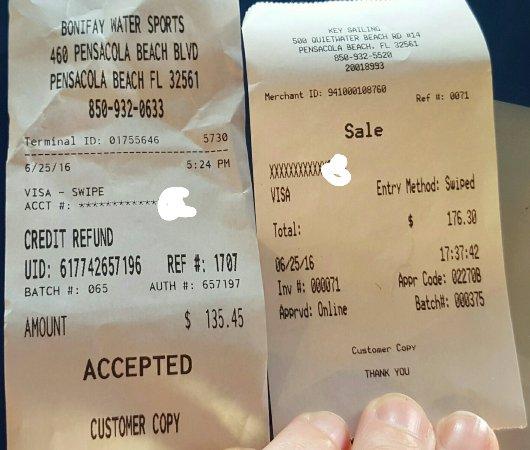 BONIFAY WATER SPORTS
460 PENSACOLA BEACH BLVD
PENSACOLA BEACH FL 32561
850-932-0633
Terminal ID: 01755646 5730
6/25/16 5:24 PM
VISA - SWIPE
ACCT #: ************
CREDIT REFUND
UID: 617742657196 REF #: 1707
BATCH #: 065 AUTH #: 657197
AMOUNT $ 135.45
ACCEPTED
CUSTOMER COPY
KEY SAILING
500 QUIETWATER BEACH RD #14
PENSACOLA BEACH, FL 32561
850-932-5520
20018993
Merchant ID: 941000108760 Ref #: 0071
Sale
XXXXXXXXXXXX
VISA Entry Method: Swiped
Total: $ 176.30
06/25/16 17:37:42
Inv #: 000071 Appr Code: 02270B
Apprvd: Online Batch#: 000375
Customer Copy
THANK YOU